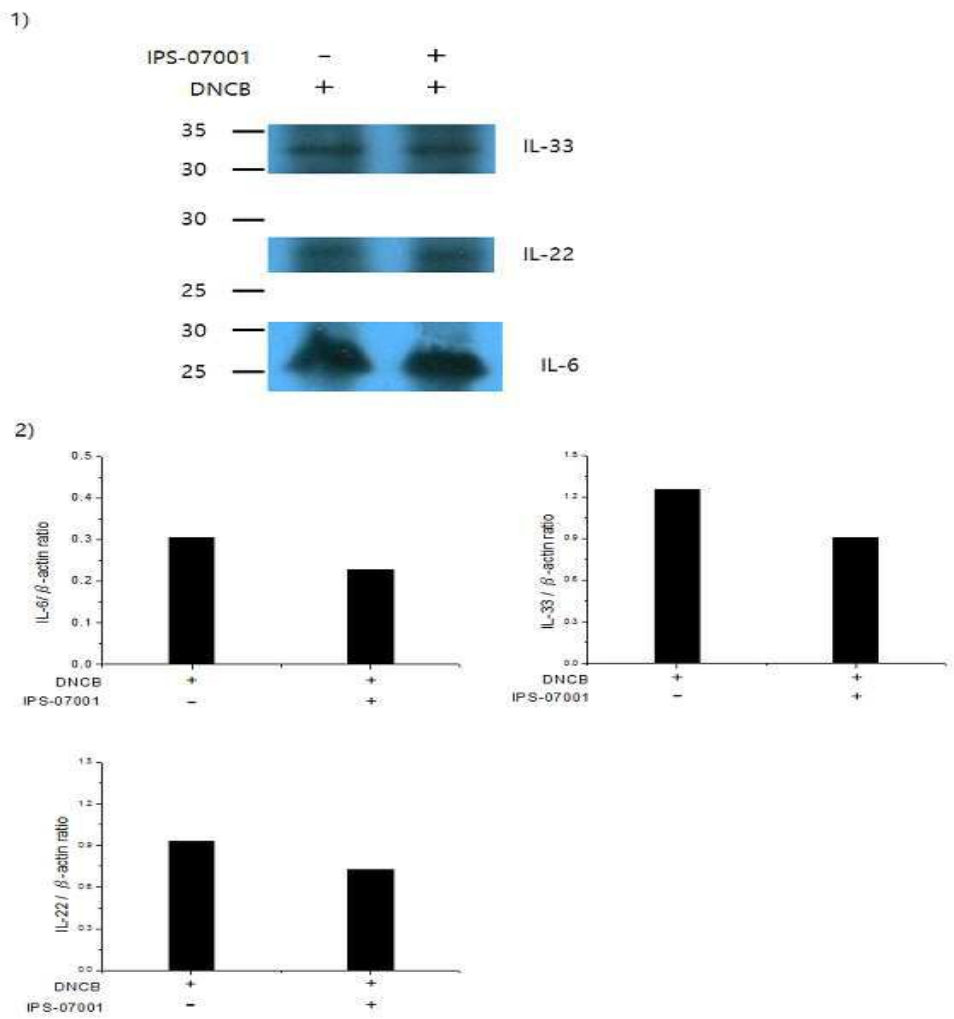 1)
IPS-07001 - +
DNCB + +
35
30
IL-33
30
25
IL-22
30
25
IL-6
2)
0.5
0.4
0.3
0.2
0.1
0.0
IL-6/β-actin ratio
DNCB + +
IPS-07001 - +
1.5
1.2
0.9
0.6
0.3
0.0
IL-33 / β-actin ratio
DNCB + +
IPS-07001 - +
1.5
1.2
0.9
0.6
0.3
0.0
IL-22 / β-actin ratio
DNCB + +
IPS-07001 - +